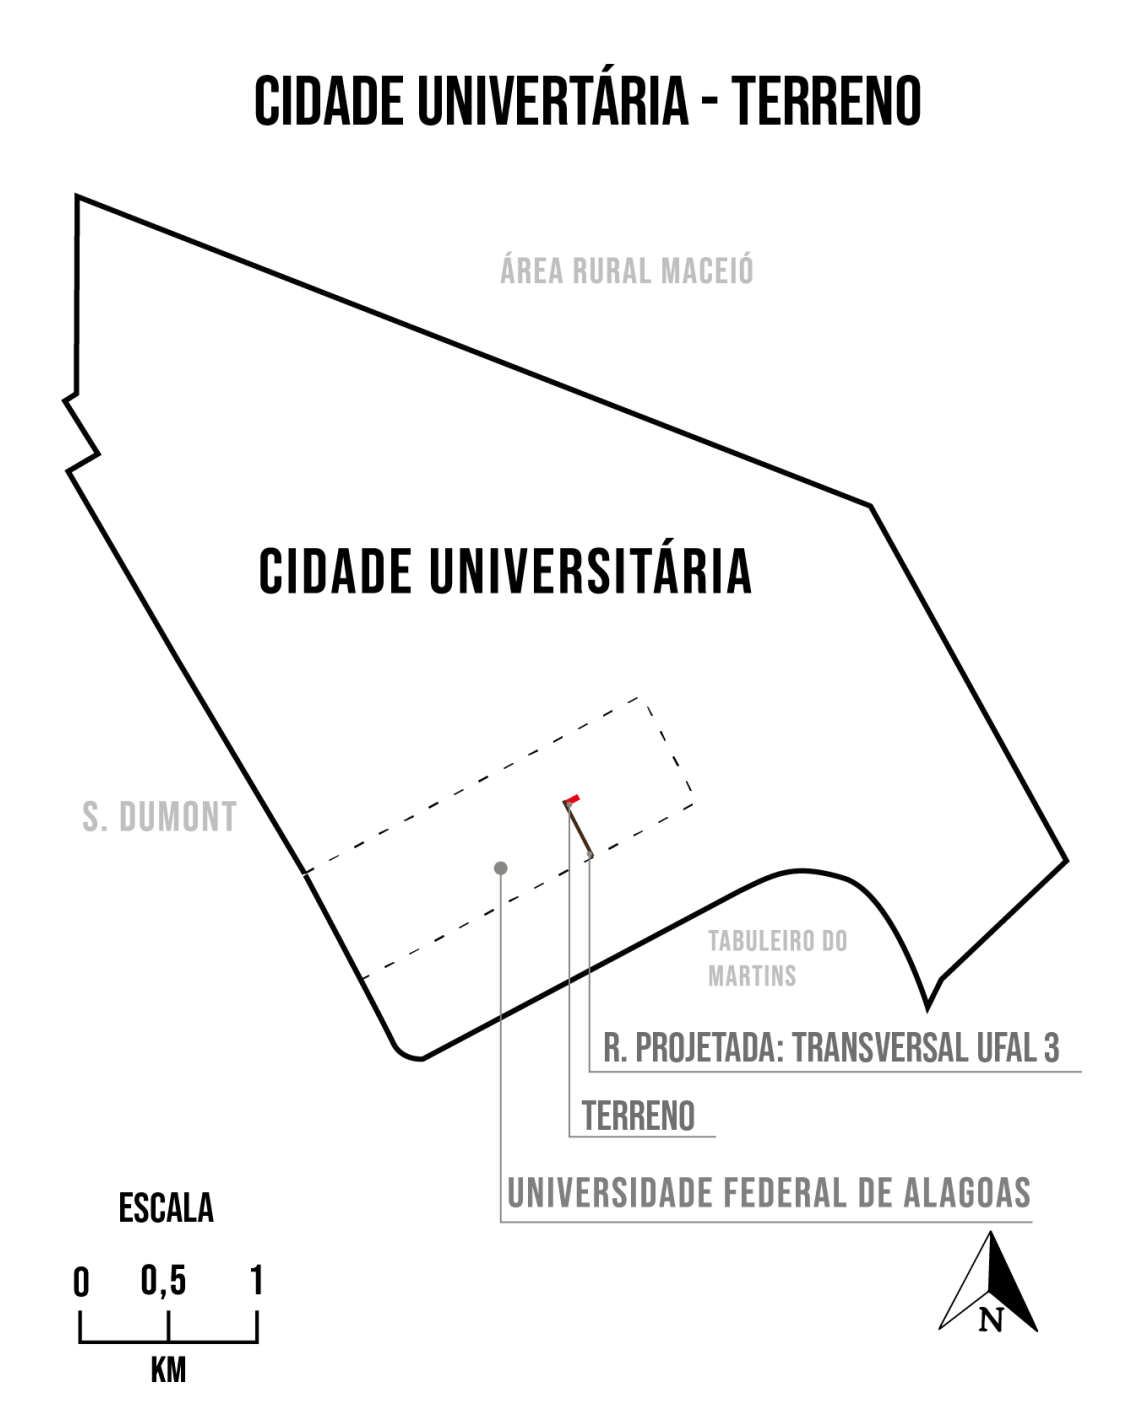 CIDADE UNIVERTÁRIA - TERRENO
ÁREA RURAL MACEIÓ
CIDADE UNIVERSITÁRIA
S. DUMONT
TABULEIRO DO
MARTINS
R. PROJETADA: TRANSVERSAL UFAL 3
TERRENO
UNIVERSIDADE FEDERAL DE ALAGOAS
ESCALA
0 0,5 1
KM
N